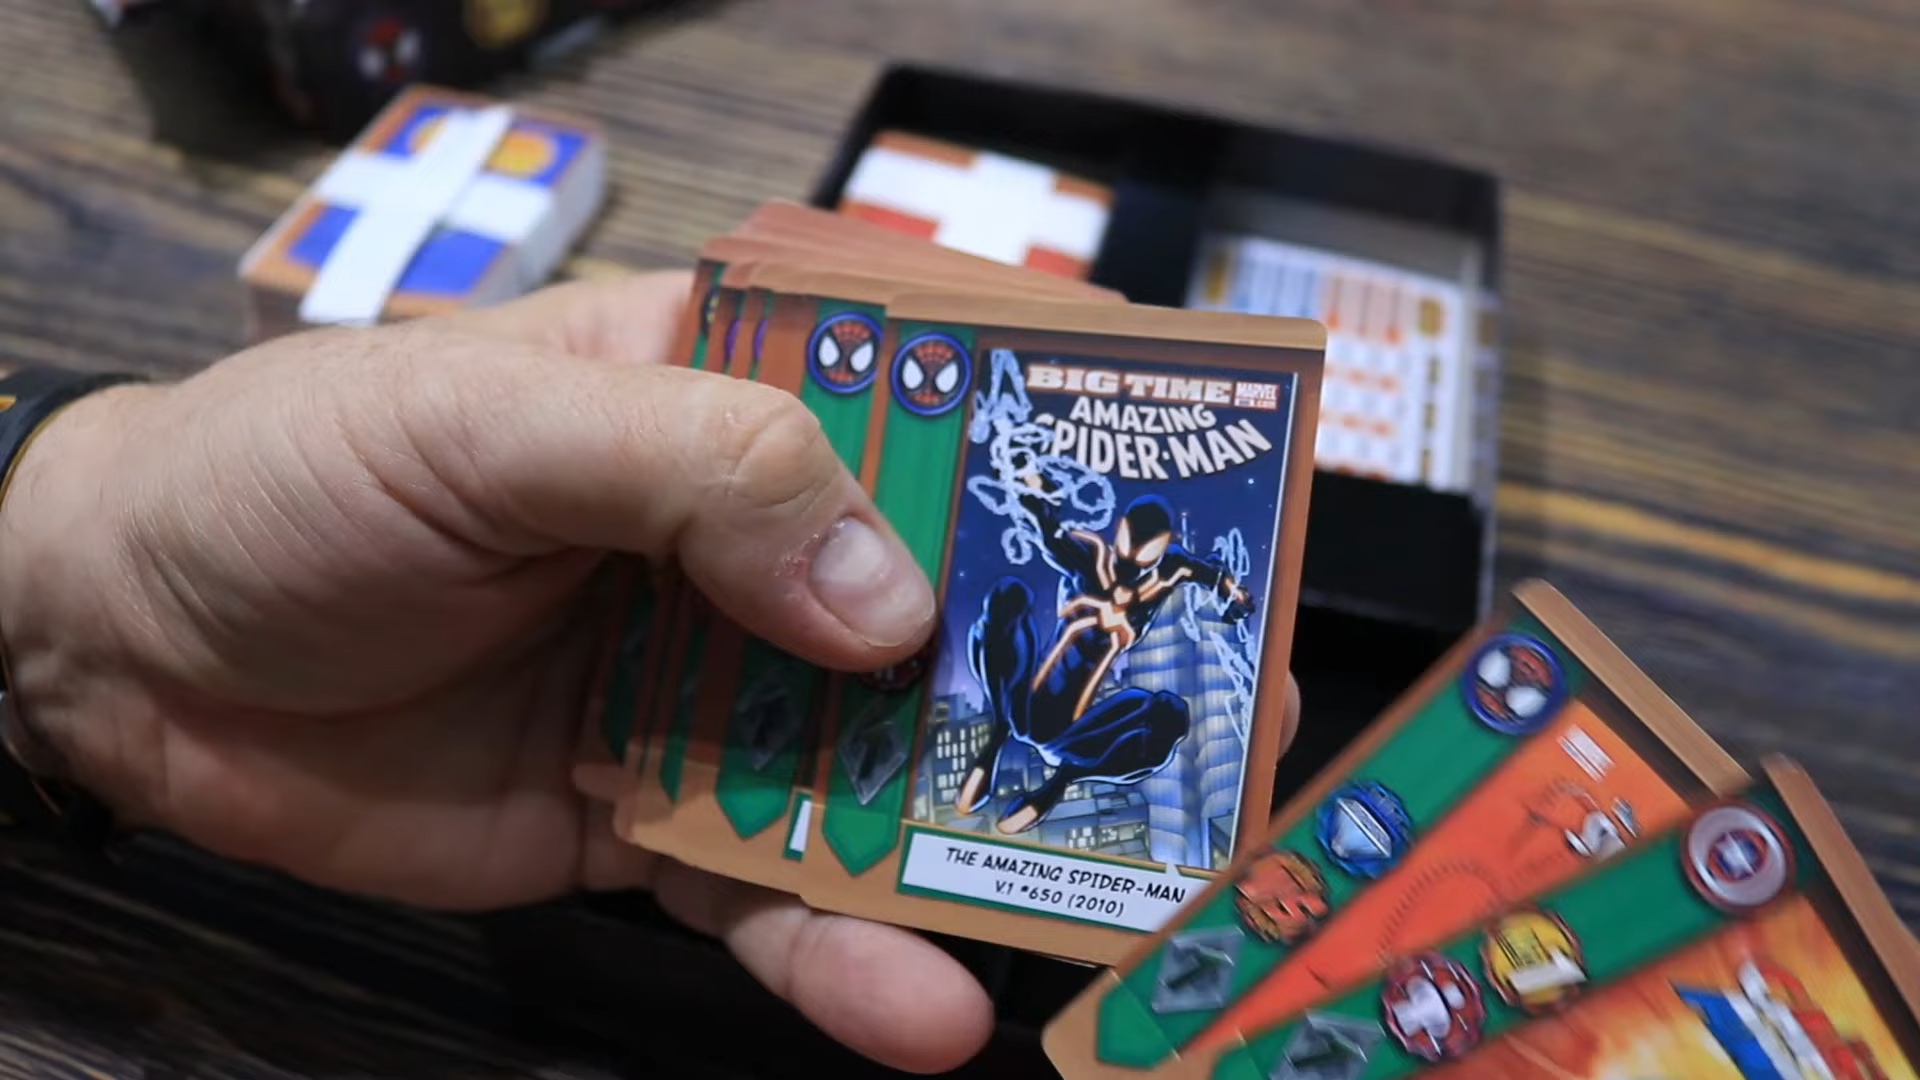 BIG TIME
MARVEL
AMAZING
SPIDER-MAN
THE AMAZING SPIDER-MAN
V.1 #650 (2010)